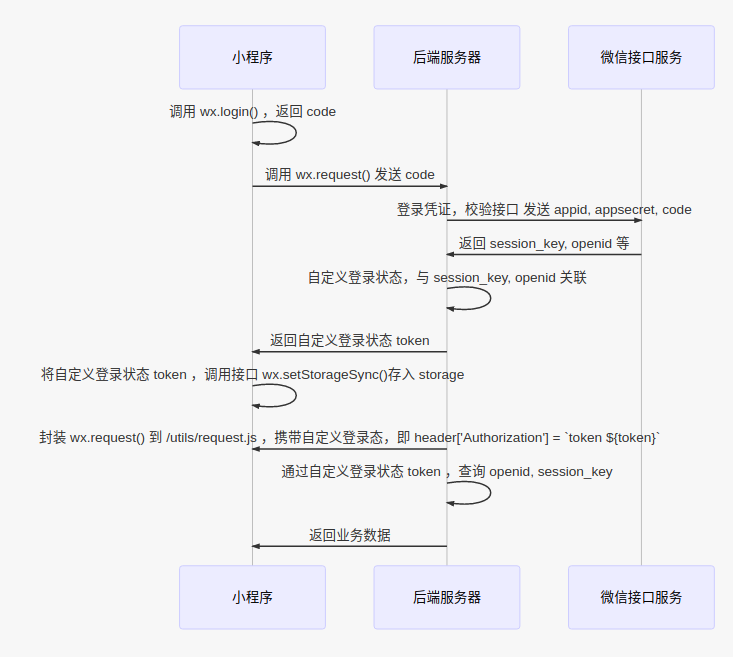 小程序
后端服务器
微信接口服务
调用 wx.login() ，返回 code
调用 wx.request() 发送 code
登录凭证，校验接口 发送 appid, appsecret, code
返回 session_key, openid 等
自定义登录状态，与 session_key, openid 关联
返回自定义登录状态 token
将自定义登录状态 token ，调用接口 wx.setStorageSync()存入 storage
封装 wx.request() 到 /utils/request.js ，携带自定义登录态，即 header['Authorization'] = `token ${token}`
通过自定义登录状态 token ，查询 openid, session_key
返回业务数据
小程序
后端服务器
微信接口服务